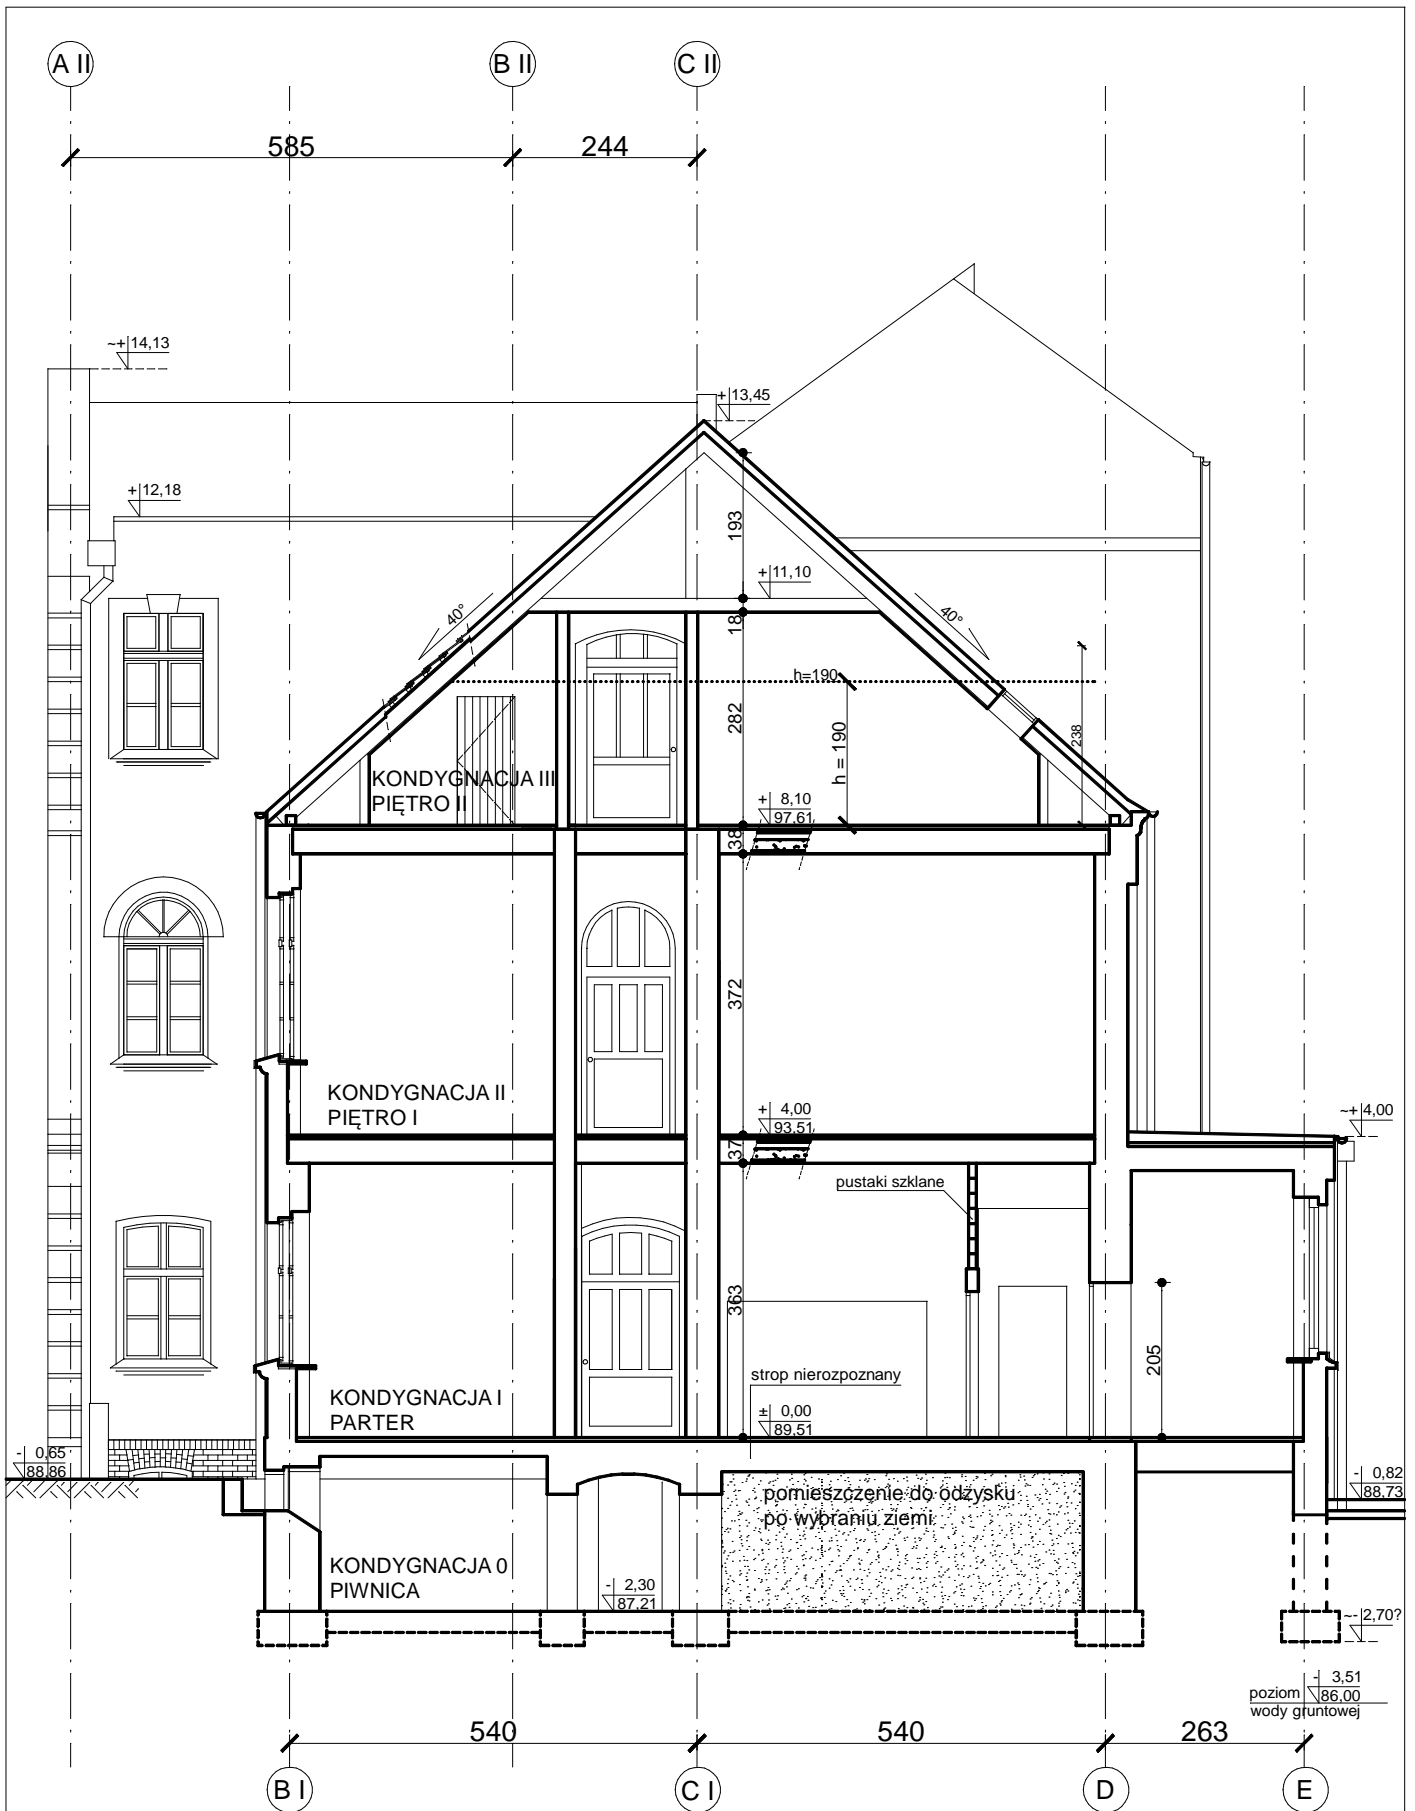 A II
B II
C II
585
244
~+ 14,13
+ 13,45
+ 12,18
193
+ 11,10
18
40°
40°
h=190
282
h = 190
238
KONDYGNACJA III
PIĘTRO II
+ 8,10
97,61
38
372
KONDYGNACJA II
PIĘTRO I
+ 4,00
93,51
~+ 4,00
37
pustaki szklane
363
205
strop nierozpoznany
KONDYGNACJA I
PARTER
± 0,00
89,51
- 0,65
88,86
- 0,82
88,73
pomieszczenie do odzysku
po wybraniu ziemi
KONDYGNACJA 0
PIWNICA
- 2,30
87,21
~- 2,70?
- 3,51
poziom 86,00
wody gruntowej
540
540
263
B I
C I
D
E